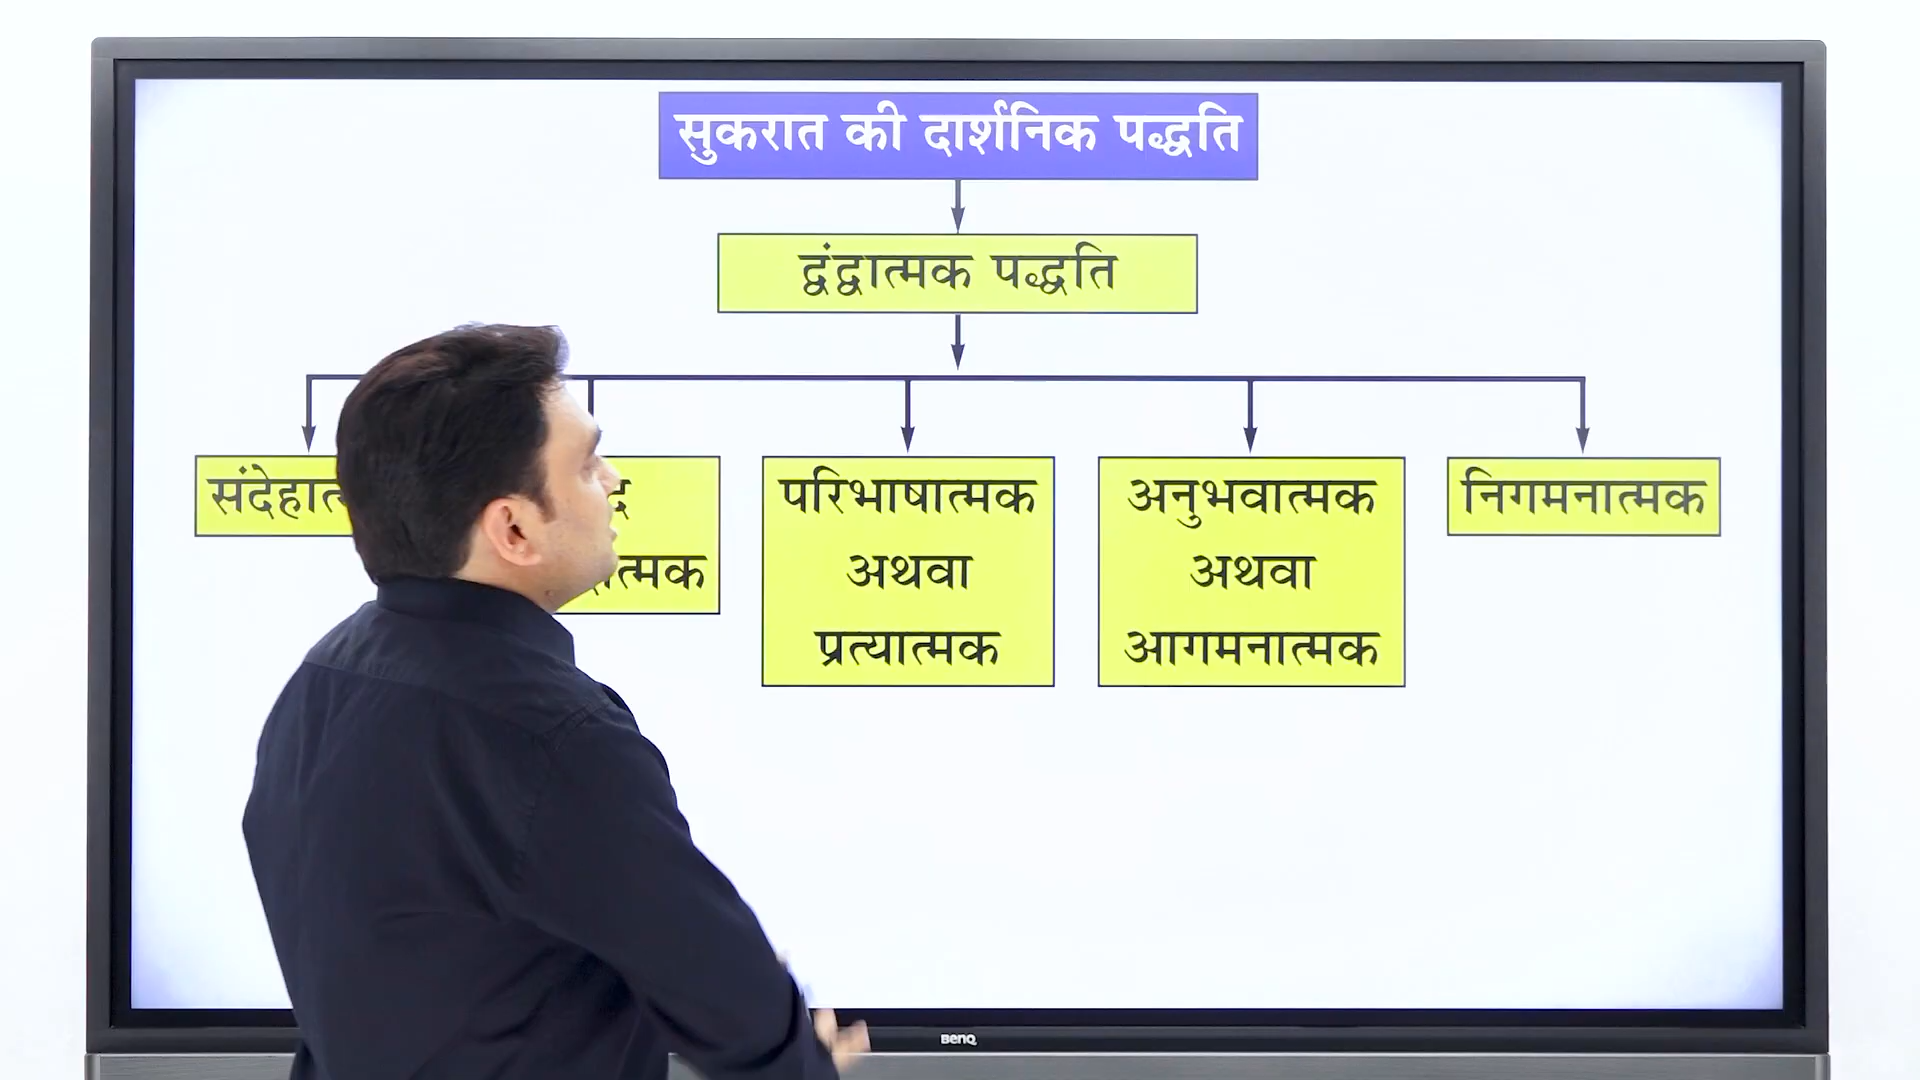 सुकरात की दार्शनिक पद्धति
द्वंद्वात्मक पद्धति
परिभाषात्मक
अथवा
प्रत्यात्मक
अनुभवात्मक
अथवा
आगमनात्मक
निगमनात्मक
BenQ